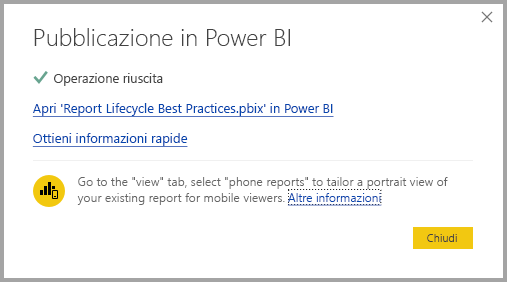 Pubblicazione in Power BI
Operazione riuscita
Apri 'Report Lifecycle Best Practices.pbix' in Power BI
Ottieni informazioni rapide
Go to the "view" tab, select "phone reports" to tailor a portrait view of
your existing report for mobile viewers. Altre informazioni
Chiudi